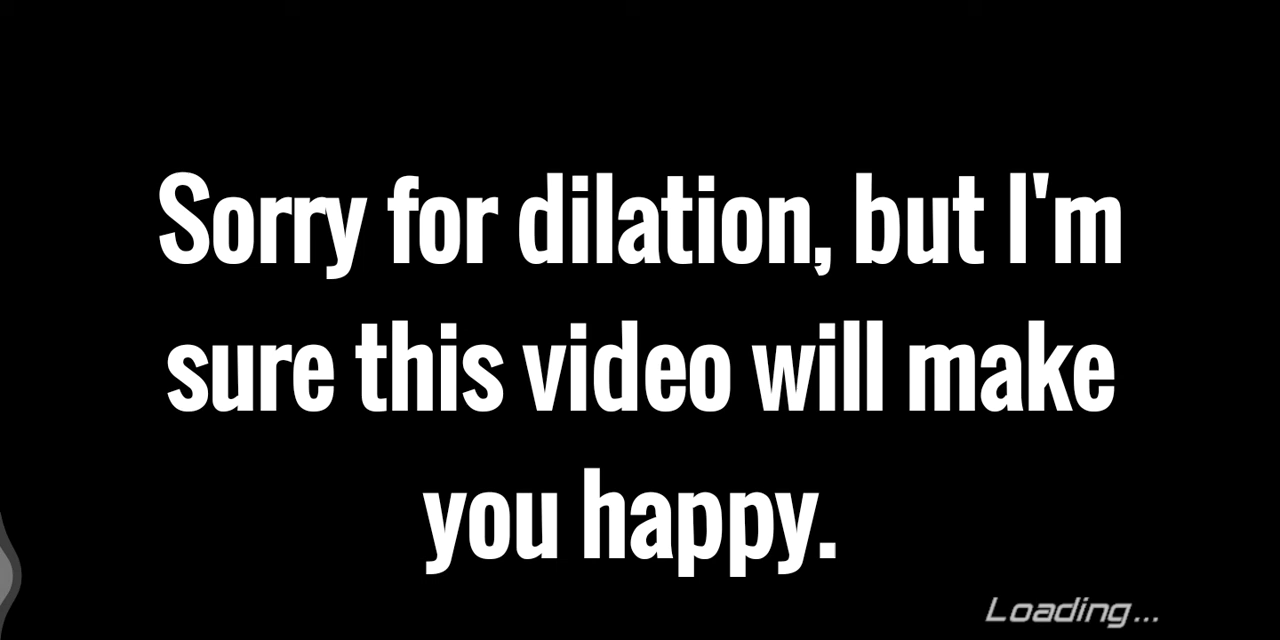 Sorry for dilation, but I'm
sure this video will make
you happy.
Loading...